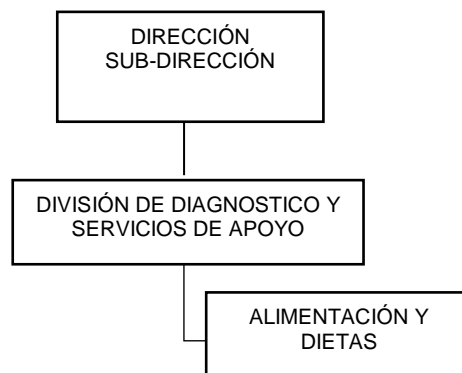 DIRECCIÓN
SUB-DIRECCIÓN
DIVISIÓN DE DIAGNOSTICO Y
SERVICIOS DE APOYO
ALIMENTACIÓN Y
DIETAS